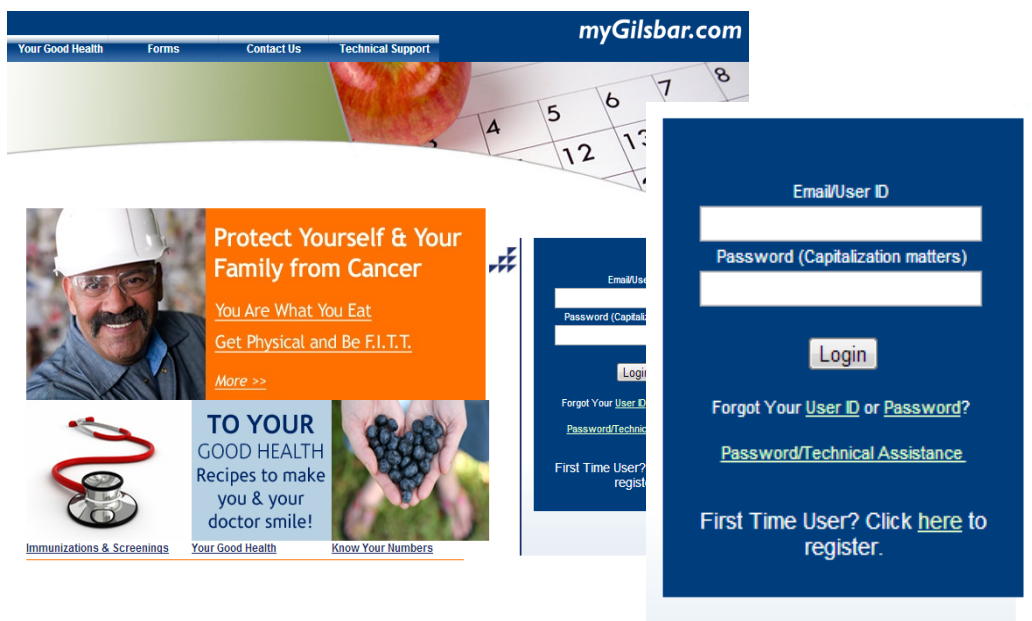 myGilsbar.com
Your Good Health Forms Contact Us Technical Support
4 5 6 7 8
12
Protect Yourself & Your
Family from Cancer
You Are What You Eat
Get Physical and Be F.I.T.T.
More >>
TO YOUR
GOOD HEALTH
Recipes to make
you & your
doctor smile!
Immunizations & Screenings Your Good Health Know Your Numbers
Forgot Your User ID
First Time User?
Email/User ID
Password (Capitalization matters)
Login
Forgot Your User ID or Password?
Password/Technical Assistance
First Time User? Click here to
register.